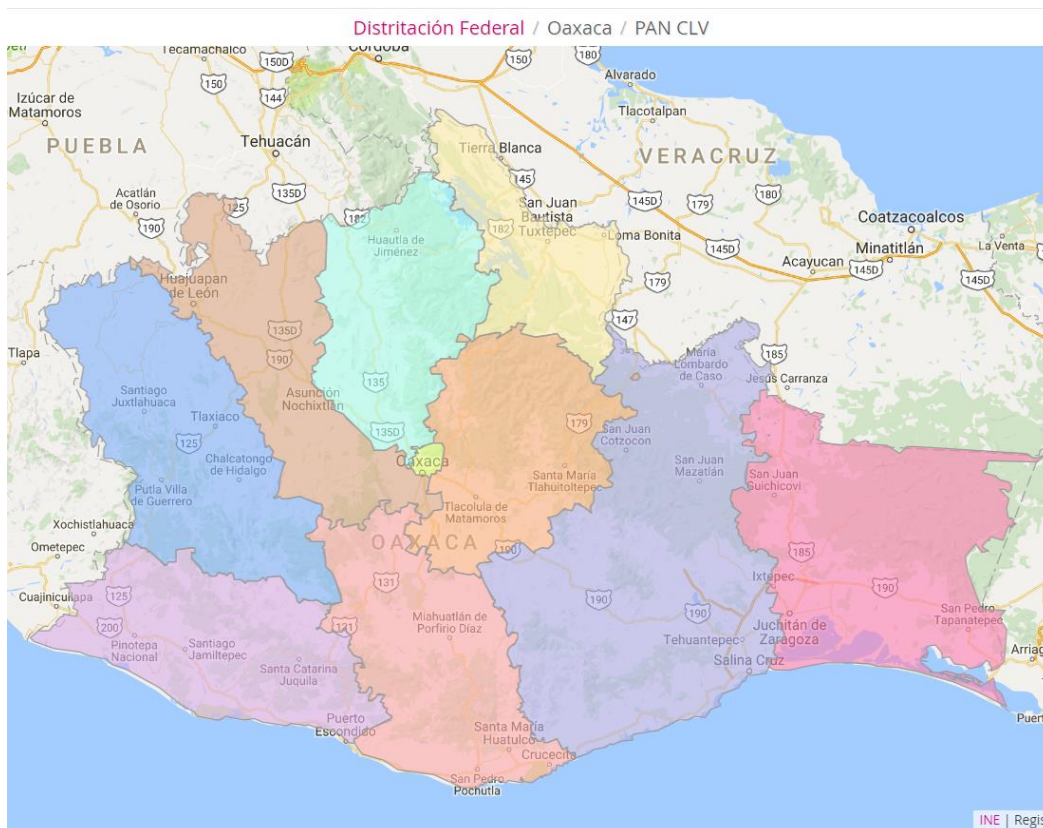 Distritación Federal / Oaxaca / PAN CLV
Tecamachalco
Córdoba
150D
150
150
180
144
Alvarado
Izúcar de
Matamoros
Tlacotalpan
PUEBLA
Tehuacán
Tierra Blanca
VERACRUZ
145
135D
Acatlán
de Osorio
125
182
190
San Juan
Bautista
Tuxtepec
182
145D
179
180
Coatzacoalcos
Huautla de
Jiménez
Loma Bonita
145D
Minatitlán
La Venta
Acayucan
145D
Huajuapan
de León
179
145D
135D
147
Tlapa
190
135
María
Lombardo
de Caso
185
Jesús Carranza
Santiago
Juxtlahuaca
Asunción
Nochixtlán
Tlaxiaco
179
125
135D
San Juan
Cotzocon
Chalcatongo
de Hidalgo
Oaxaca
Santa María
Tlahuitoltepec
San Juan
Mazatlán
San Juan
Guichicovi
Putla Villa
de Guerrero
Tlacolula de
Matamoros
Xochistlahuaca
OAXACA
190
185
Ometepec
131
Ixtepec
190
Cuajinicuilapa
125
190
190
San Pedro
Tapanatepec
200
131
Miahuatlán de
Porfirio Díaz
Juchitán de
Zaragoza
Pinotepa
Nacional
Santiago
Jamiltepec
Tehuantepec
Santa Catarina
Juquila
Salina Cruz
Arriag
Puerto
Escondido
Santa María
Huatulco
Puert
Crucecita
San Pedro
Pochutla
INE | Regis